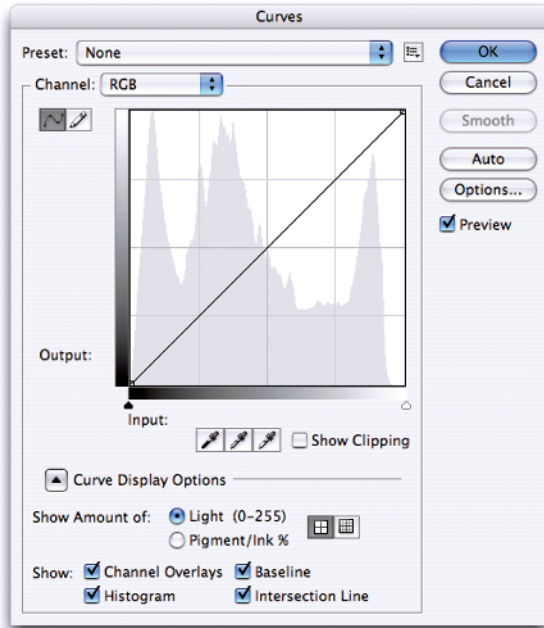 Curves
Preset: None
OK
Channel: RGB
Cancel
Smooth
Auto
Options...
Preview
Output:
Input:
Show Clipping
Curve Display Options
Show Amount of: Light (0-255)
Pigment/Ink %
Show: Channel Overlays Baseline
Histogram Intersection Line